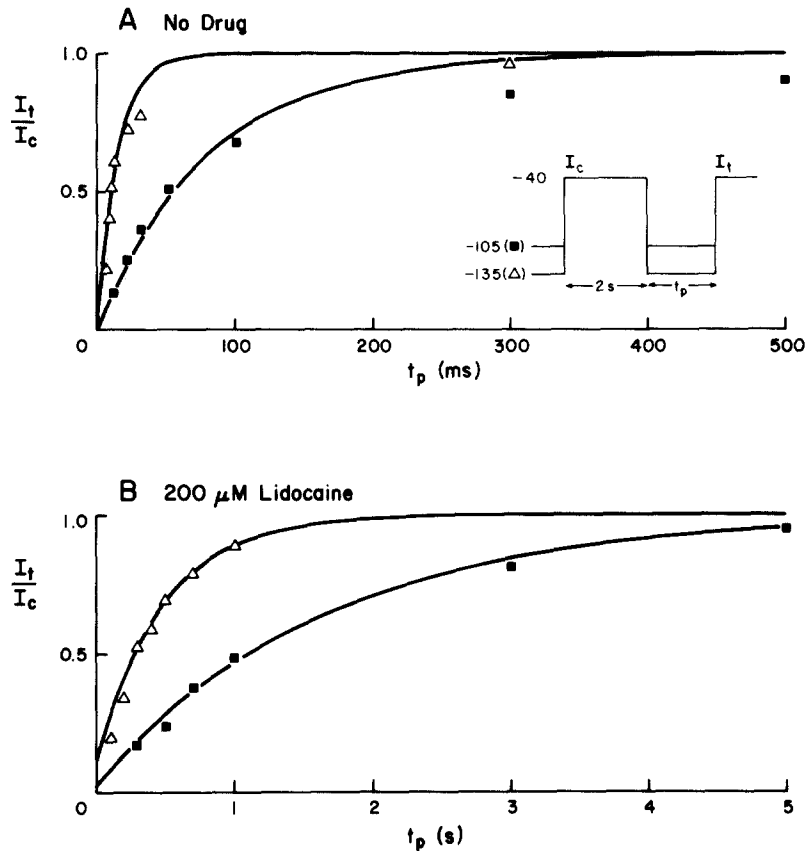 A No Drug
1.0
I_t
I_c
0.5
0
100
200
300
400
500
t_p (ms)
I_c
I_t
-40
-105(■)
-135(△)
2s
t_p
B 200 μM Lidocaine
1.0
I_t
I_c
0.5
0
1
2
3
4
5
t_p (s)